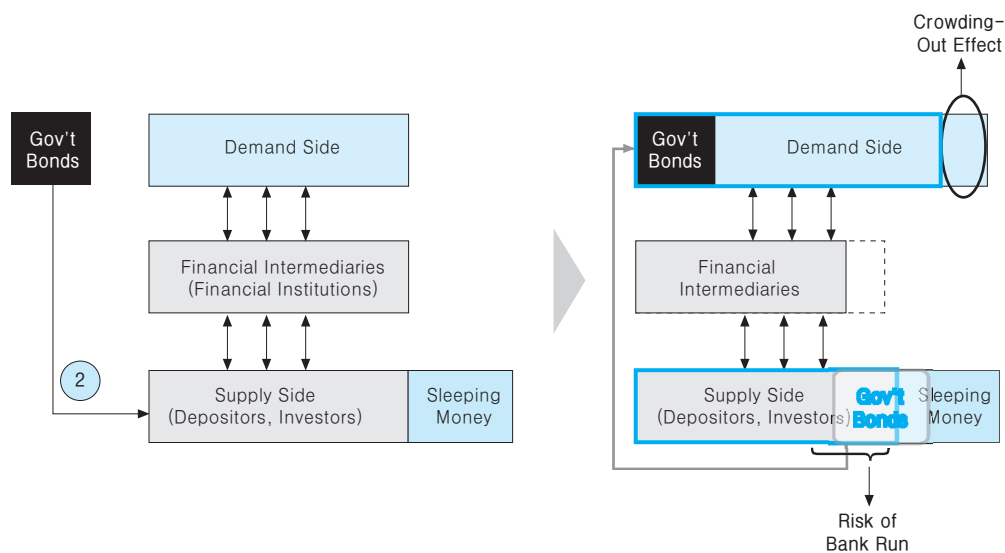 Crowding-
Out Effect
Gov't
Bonds
Demand Side
Gov't
Bonds
Demand Side
Financial Intermediaries
(Financial Institutions)
Financial
Intermediaries
2
Supply Side
(Depositors, Investors)
Sleeping
Money
Supply Side
(Depositors, Investors)
Gov't
Bonds
Sleeping
Money
Risk of
Bank Run